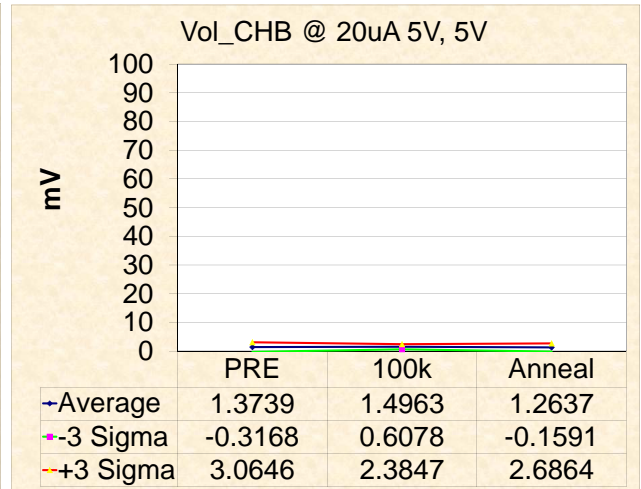 Vol_CHB @ 20uA 5V, 5V
100
90
80
70
60
50
40
30
20
10
0
mV
PRE 100k Anneal
Average 1.3739 1.4963 1.2637
-3 Sigma -0.3168 0.6078 -0.1591
+3 Sigma 3.0646 2.3847 2.6864